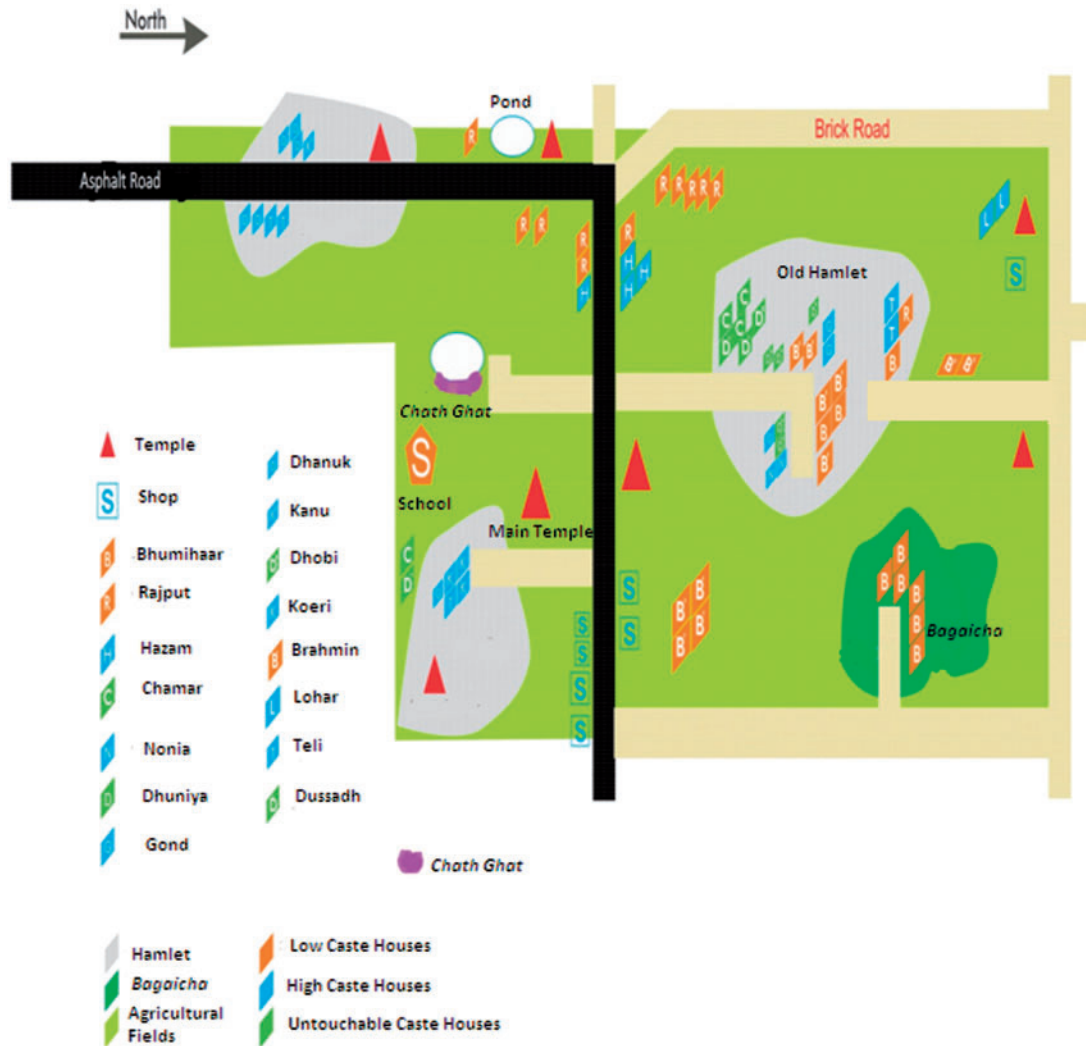 North
Pond
Brick Road
Asphalt Road
R
R R R R R
L L
R R
R
R
R
H
H
H
H
S
Old Hamlet
C
C
C
D
D
D
T
T
R
B
B B
B B
Chath Ghat
B B
B B
B
B
S
School
Main Temple
C
D
S
S
S
S
S
S
B B
B B
B
B
B
B
B
B
Bagaicha
Temple
S Shop
B Bhumihaar
R Rajput
H Hazam
C Chamar
N Nonia
D Dhuniya
Gond
Dhanuk
Kanu
D Dhobi
Koeri
B Brahmin
L Lohar
Teli
D Dussadh
Chath Ghat
Hamlet
Bagaicha
Agricultural
Fields
Low Caste Houses
High Caste Houses
Untouchable Caste Houses